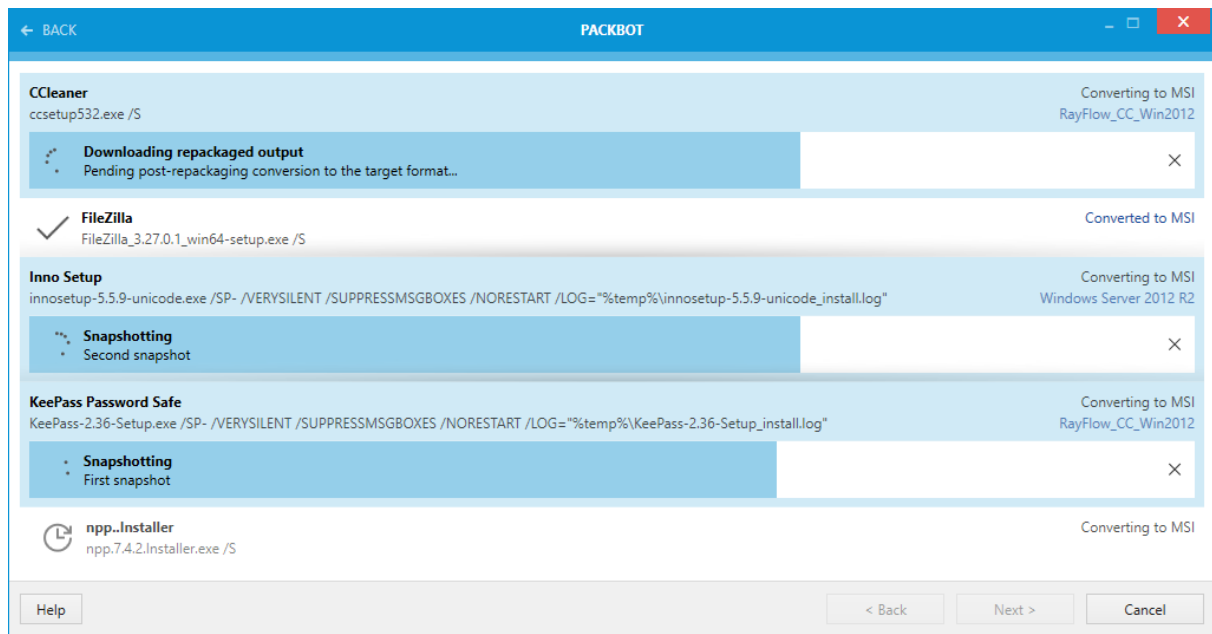 ← BACK
PACKBOT
CCleaner
Converting to MSI
ccsetup532.exe /S
RayFlow_CC_Win2012
Downloading repackaged output
Pending post-repackaging conversion to the target format...
FileZilla
Converted to MSI
FileZilla_3.27.0.1_win64-setup.exe /S
Inno Setup
Converting to MSI
innosetup-5.5.9-unicode.exe /SP- /VERYSILENT /SUPPRESSMSGBOXES /NORESTART /LOG="%temp%\innosetup-5.5.9-unicode_install.log"
Windows Server 2012 R2
Snapshotting
Second snapshot
KeePass Password Safe
Converting to MSI
KeePass-2.36-Setup.exe /SP- /VERYSILENT /SUPPRESSMSGBOXES /NORESTART /LOG="%temp%\KeePass-2.36-Setup_install.log"
RayFlow_CC_Win2012
Snapshotting
First snapshot
npp..Installer
Converting to MSI
npp.7.4.2.Installer.exe /S
Help
< Back
Next >
Cancel